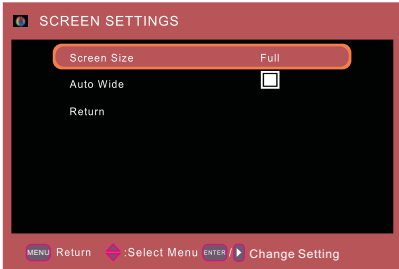 SCREEN SETTINGS
Screen Size Full
Auto Wide
Return
MENU Return :Select Menu ENTER / Change Setting